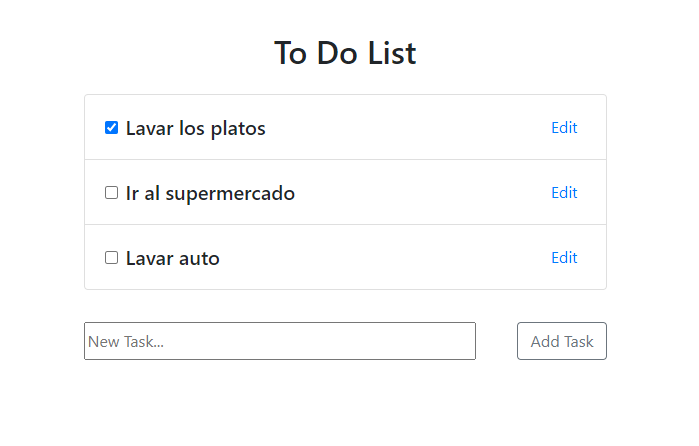 To Do List
Lavar los platos Edit
Ir al supermercado Edit
Lavar auto Edit
New Task... Add Task